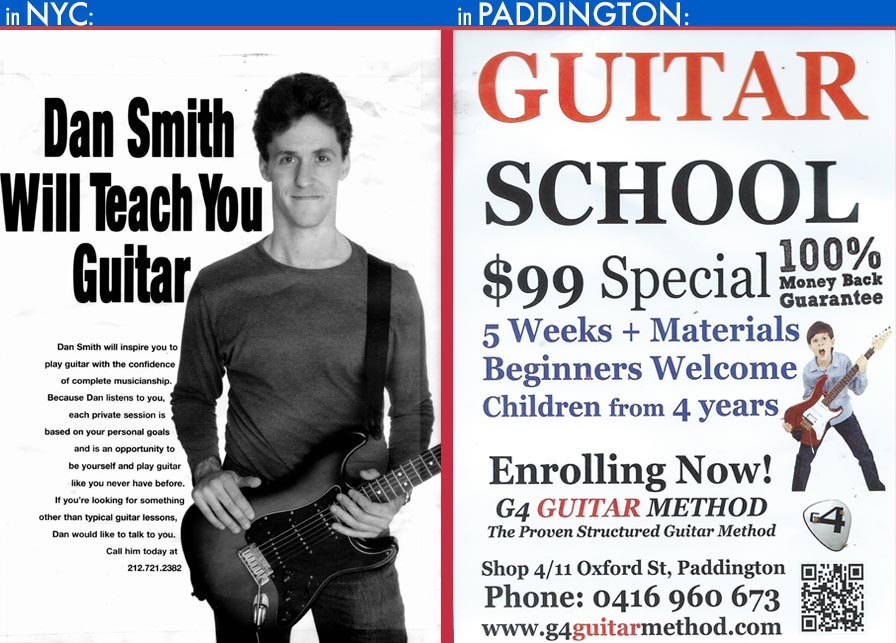 in NYC:
Dan Smith
Will Teach You
Guitar
Dan Smith will inspire you to
play guitar with the confidence
of complete musicianship.
Because Dan listens to you,
each private session is
based on your personal goals
and is an opportunity to
be yourself and play guitar
like you never have before.
If you're looking for something
other than typical guitar lessons,
Dan would like to talk to you.
Call him today at
212.721.2382
in PADDINGTON:
GUITAR
SCHOOL
$99 Special
100%
Money Back
Guarantee
5 Weeks + Materials
Beginners Welcome
Children from 4 years
Enrolling Now!
G4 GUITAR METHOD
The Proven Structured Guitar Method
G4
Shop 4/11 Oxford St, Paddington
Phone: 0416 960 673
www.g4guitarmethod.com